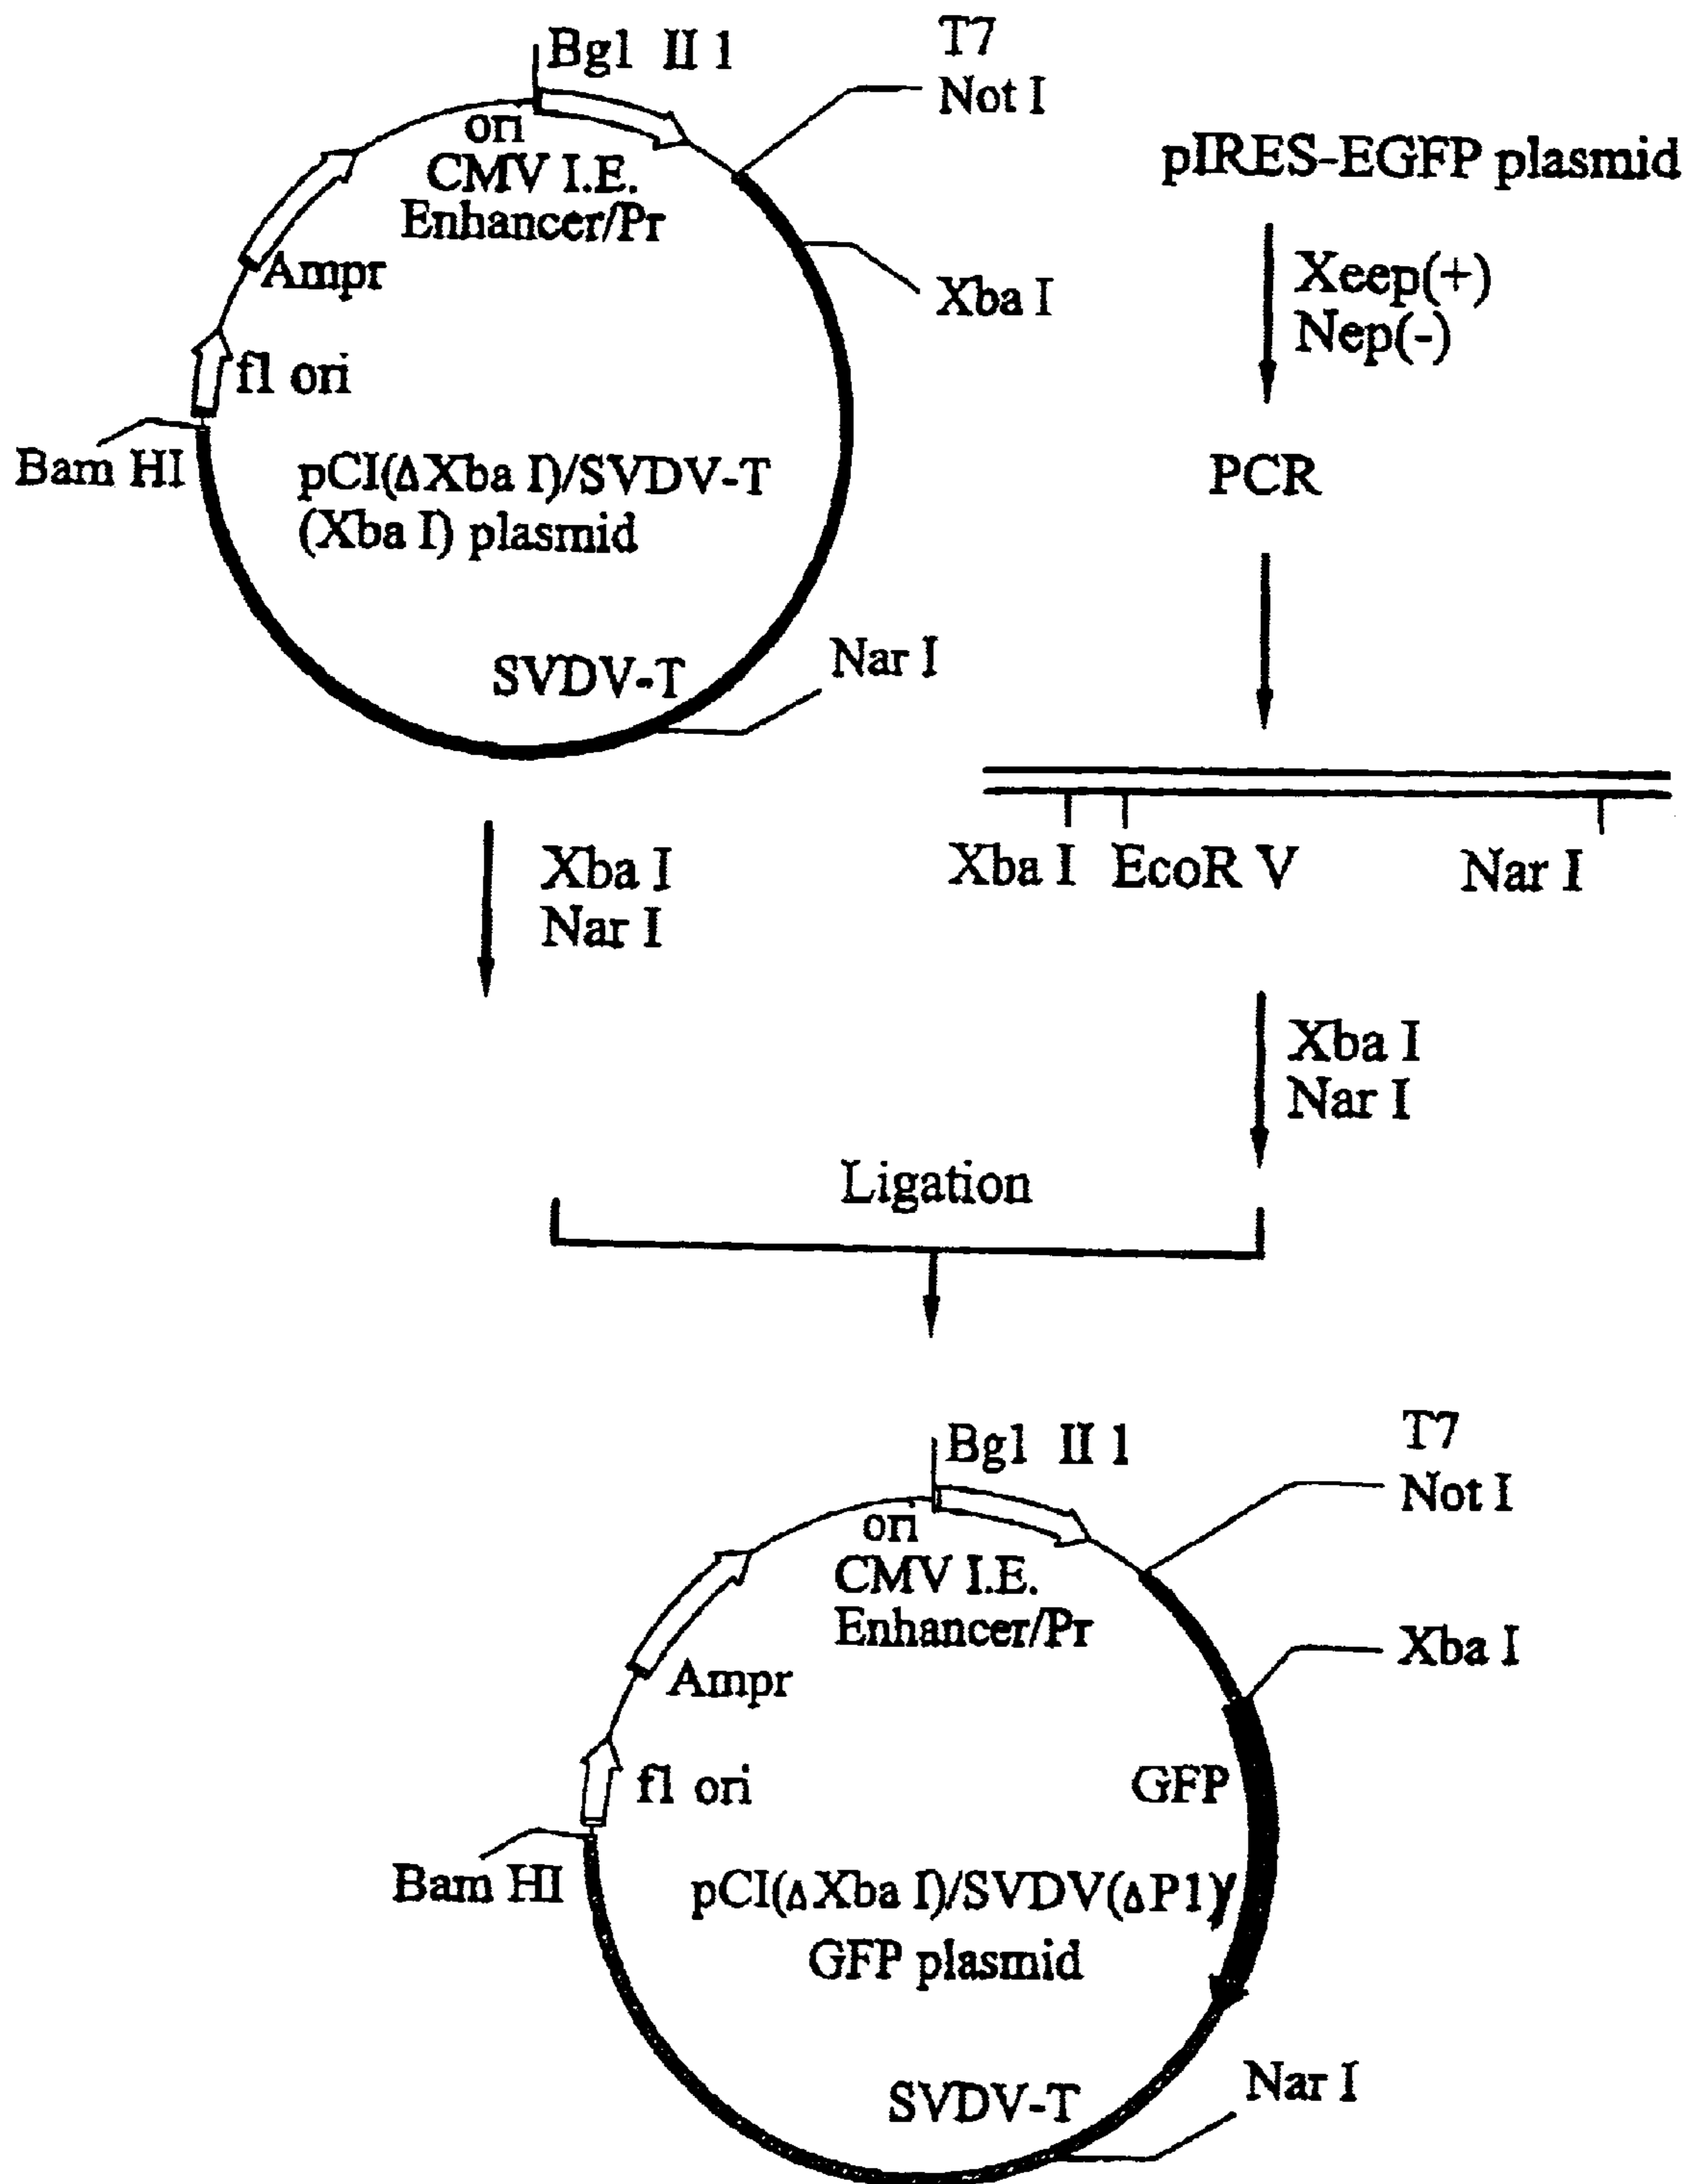 Bgl II 1
T7
Not I
ori
CMV I.E.
Enhancer/Pr
Ampr
Xba I
f1 ori
Bam HI
pCI(ΔXba I)/SVDV-T
(Xba I) plasmid
SVDV-T
Nar I
pIRES-EGFP plasmid
Xeep(+)
Nep(-)
PCR
Xba I
EcoR V
Nar I
Xba I
Nar I
Xba I
Nar I
Ligation
Bgl II 1
T7
Not I
ori
CMV I.E.
Enhancer/Pr
Xba I
Ampr
GFP
f1 ori
Bam HI
pCI(ΔXba I)/SVDV(ΔP1)/
GFP plasmid
SVDV-T
Nar I